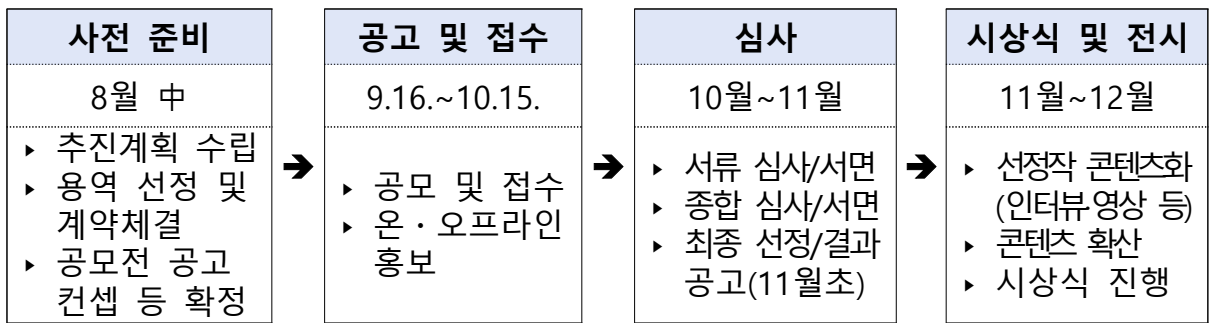 사전 준비
8월 中
▸ 추진계획 수립
▸ 용역 선정 및
계약체결
▸ 공모전 공고
컨셉 등 확정
➔
공고 및 접수
9.16.~10.15.
▸ 공모 및 접수
▸ 온·오프라인
홍보
➔
심사
10월~11월
▸ 서류 심사/서면
▸ 종합 심사/서면
▸ 최종 선정/결과
공고(11월초)
➔
시상식 및 전시
11월~12월
▸ 선정작 콘텐츠화
(인터뷰·영상 등)
▸ 콘텐츠 확산
▸ 시상식 진행